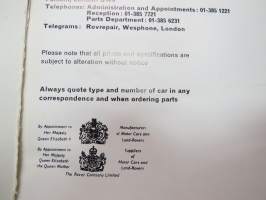 Telephones: Administration and Appointments: 01-385 1221
Reception: 01-385 7721
Parts Department: 01-385 6231
Telegrams: Rovrepair, Wesphone, London
Please note that all prices and specifications are
subject to alteration without notice
Always quote type and number of car in any
correspondence and when ordering parts
By Appointment to
Her Majesty
Queen Elizabeth II
Manufacturers
of Motor Cars and
Land-Rovers
By Appointment to
Her Majesty
Queen Elizabeth
the Queen Mother
Suppliers
of
Motor Cars and
Land-Rovers
The Rover Company Limited